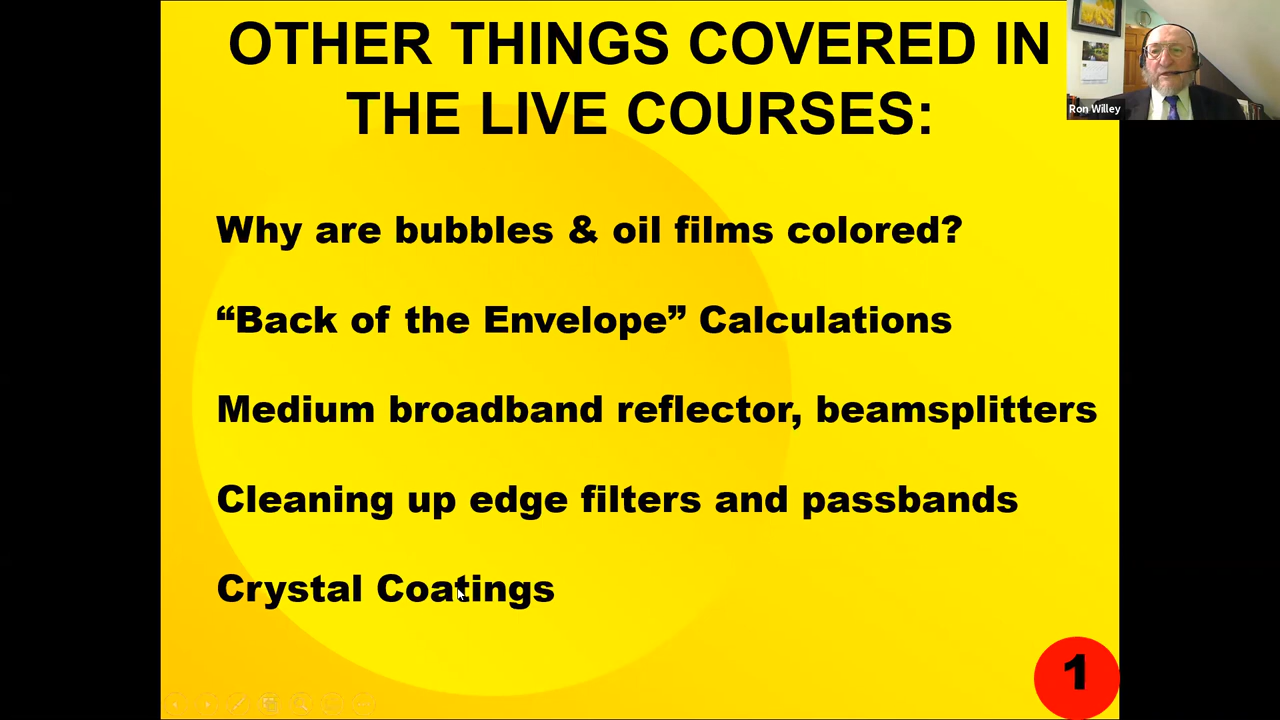 OTHER THINGS COVERED IN
THE LIVE COURSES:
Ron Willey
Why are bubbles & oil films colored?
“Back of the Envelope” Calculations
Medium broadband reflector, beamsplitters
Cleaning up edge filters and passbands
Crystal Coatings
1